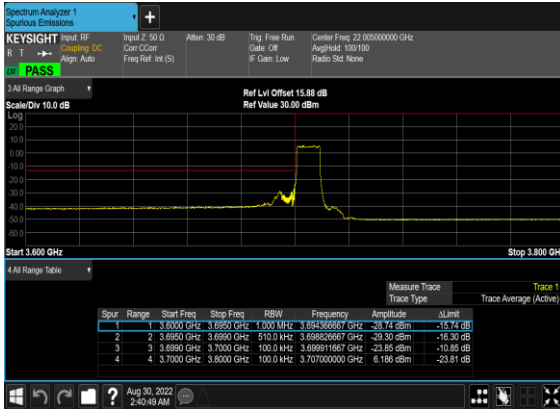 Spectrum Analyzer 1
Spurious Emissions
+
KEYSIGHT
R T
Input: RF
Coupling: DC
Align: Auto
Input Z: 50 Ω
Corr CCorr
Freq Ref: Int (S)
Atten: 30 dB
Trig: Free Run
Gate: Off
IF Gain: Low
Center Freq: 22.005000000 GHz
Avg|Hold: 100/100
Radio Std: None
PASS
3 All Range Graph
Scale/Div 10.0 dB
Ref Lvl Offset 15.88 dB
Ref Value 30.00 dBm
Log
20.0
10.0
0.00
-10.0
-20.0
-30.0
-40.0
-50.0
-60.0
Start 3.600 GHz
Stop 3.800 GH
4 All Range Table
Measure Trace Trace 1
Trace Type Trace Average (Active)
Spur Range Start Freq Stop Freq RBW Frequency Amplitude ΔLimit
1 1 3.6000 GHz 3.6950 GHz 1.000 MHz 3.694366667 GHz -28.74 dBm -15.74 dB
2 2 3.6950 GHz 3.6990 GHz 510.0 kHz 3.698826667 GHz -29.30 dBm -16.30 dB
3 3 3.6990 GHz 3.7000 GHz 100.0 kHz 3.699911667 GHz -23.85 dBm -10.85 dB
4 4 3.7000 GHz 3.8000 GHz 100.0 kHz 3.707000000 GHz 6.186 dBm -23.81 dB
?
Aug 30, 2022
2:40:49 AM